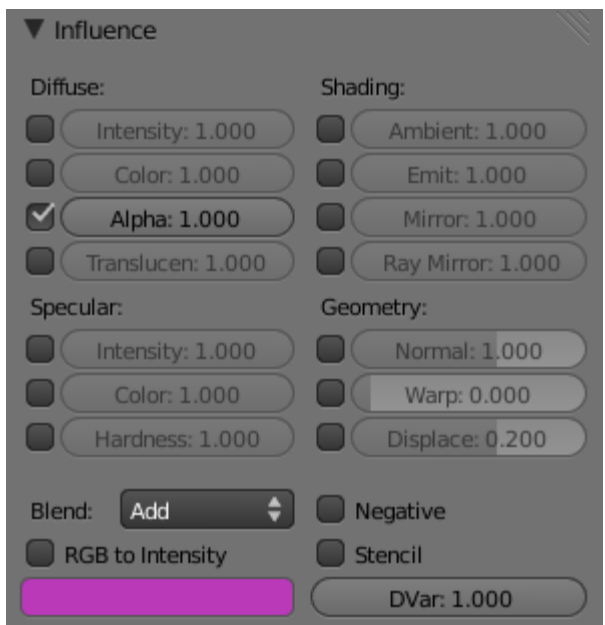 Influence
Diffuse: Shading:
Intensity: 1.000 Ambient: 1.000
Color: 1.000 Emit: 1.000
Alpha: 1.000 Mirror: 1.000
Translucen: 1.000 Ray Mirror: 1.000
Specular: Geometry:
Intensity: 1.000 Normal: 1.000
Color: 1.000 Warp: 0.000
Hardness: 1.000 Displace: 0.200
Blend: Add Negative
RGB to Intensity Stencil
DVar: 1.000